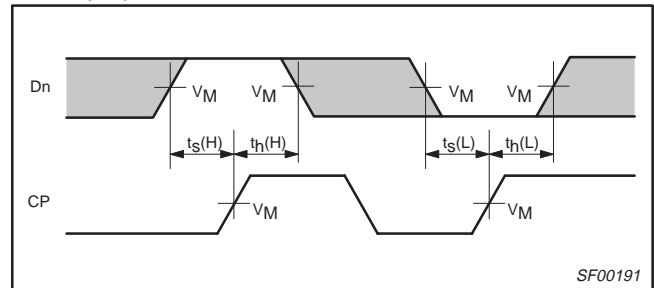 Dn
VM VM VM VM
ts(H) th(H) ts(L) th(L)
CP
VM VM
SF00191